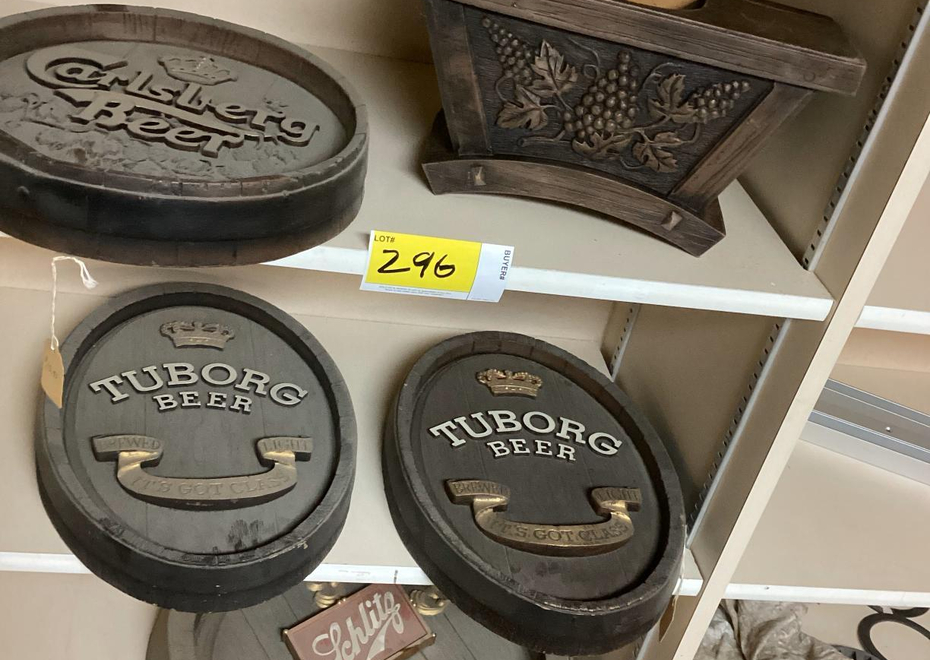 Carlsberg
Beer
LOT#
296
BUYER#
TUBORG
BEER
BREWED LIGHT
IT'S GOT CLASS
TUBORG
BEER
BREWED LIGHT
IT'S GOT CLASS
Schlitz